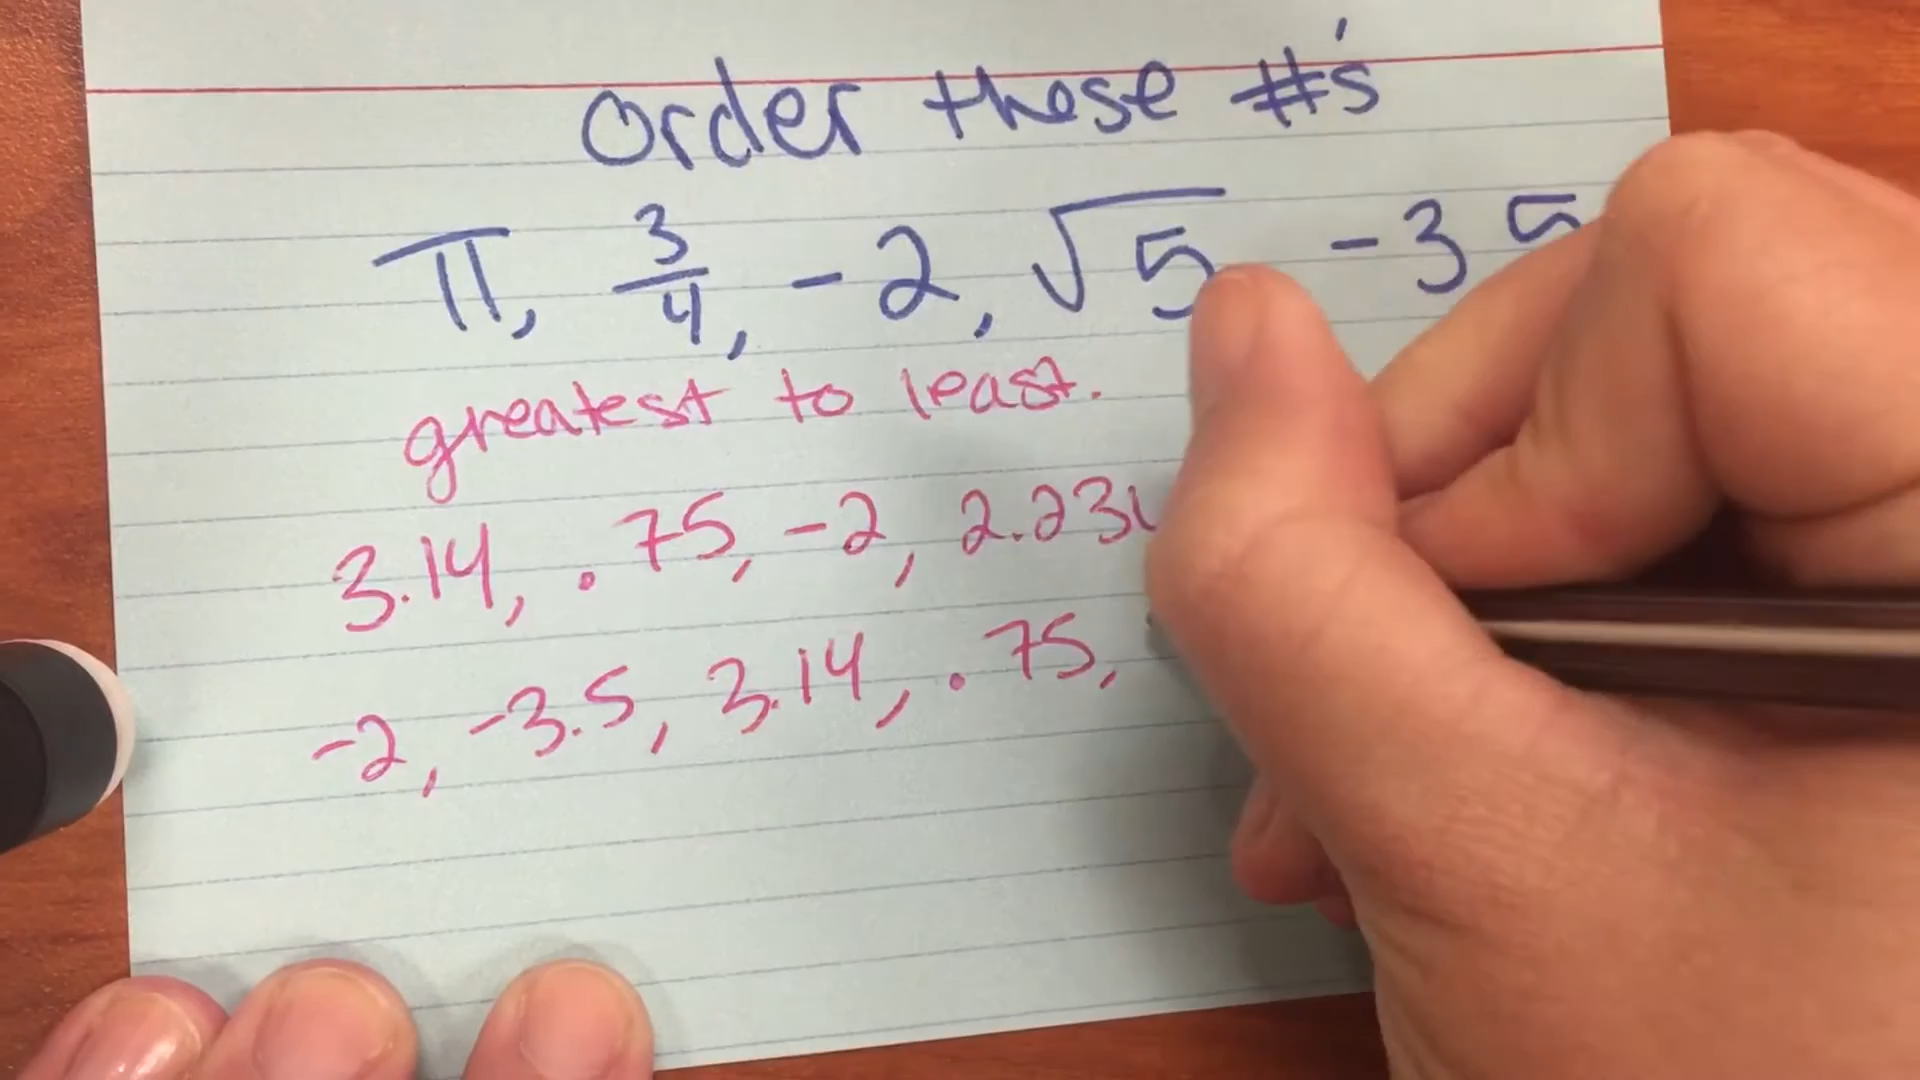 Order these #'s
π, 3/4, -2, √5 -3 5
greatest to least.
3.14, .75, -2, 2.23
-2, -3.5, 3.14, .75,